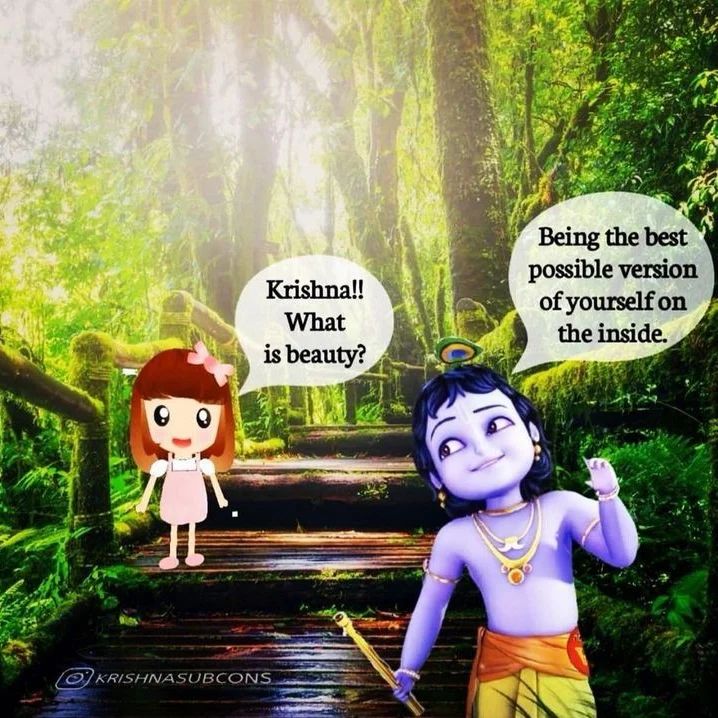 Krishna!!
What
is beauty?
Being the best
possible version
of yourself on
the inside.
KRISHNASUBCONS